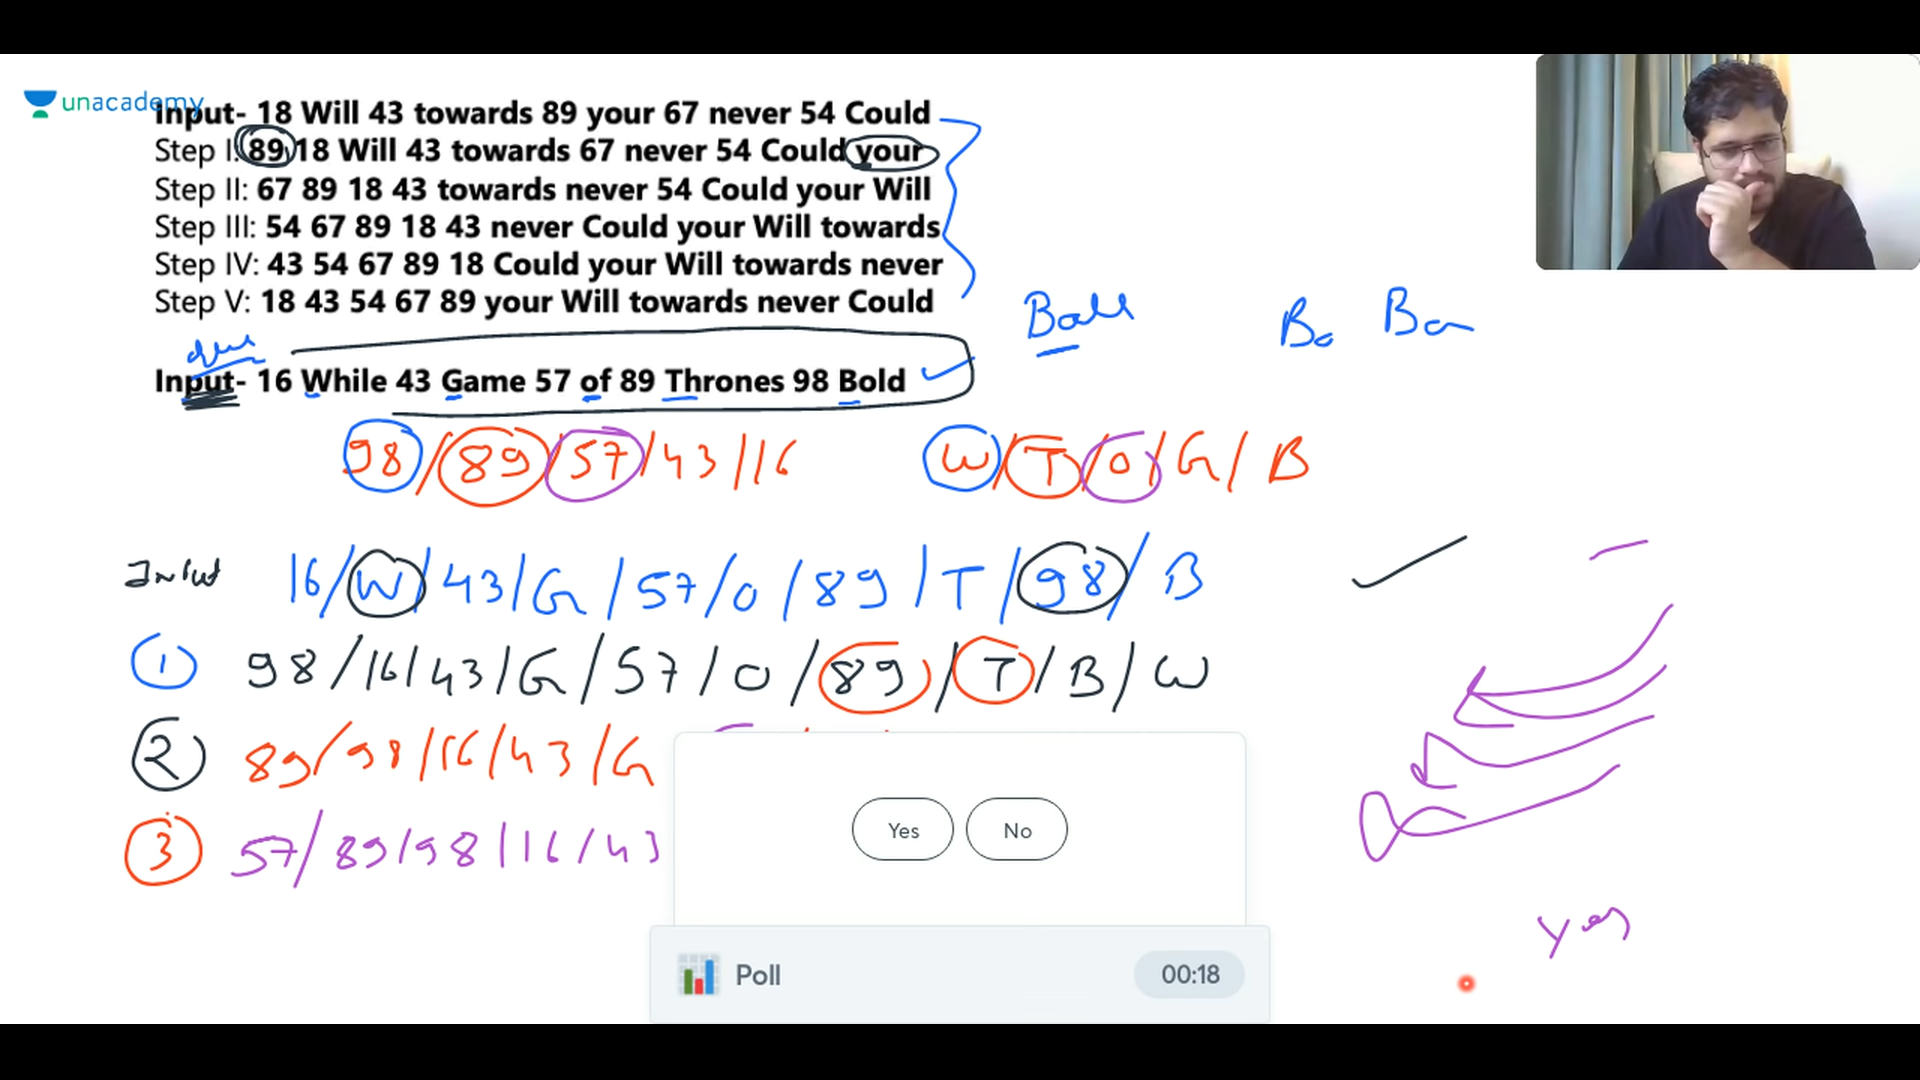 unacademy
Input- 18 Will 43 towards 89 your 67 never 54 Could
Step I: 89 18 Will 43 towards 67 never 54 Could your
Step II: 67 89 18 43 towards never 54 Could your Will
Step III: 54 67 89 18 43 never Could your Will towards
Step IV: 43 54 67 89 18 Could your Will towards never
Step V: 18 43 54 67 89 your Will towards never Could
Ball Bo Ba
que
Input- 16 While 43 Game 57 of 89 Thrones 98 Bold
98/89/57/43/16 W/T/O/G/B
Input 16/W/43/G/57/O/89/T/98/B
1 98/16/43/G/57/O/89/T/B/W
2 89/98/16/43/G
3 57/89/98/16/43
Yes No
yes
Poll 00:18